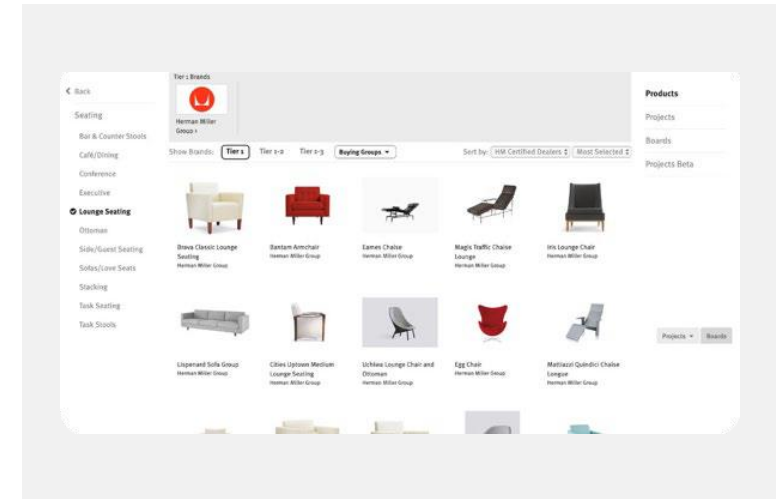 Back
Seating
Bar & Counter Stools
Café/Dining
Conference
Executive
Lounge Seating
Ottoman
Side/Guest Seating
Sofas/Love Seats
Stacking
Task Seating
Task Stools
Tier 1 Brands
Herman Miller
Group 1
Show Brands: Tier 1 Tier 1-2 Tier 1-3 Buying Groups Sort by: HM Certified Dealers Most Selected
Brova Classic Lounge
Seating
Herman Miller Group
Bantam Armchair
Herman Miller Group
Eames Chaise
Herman Miller Group
Magis Traffic Chaise
Lounge
Herman Miller Group
Iris Lounge Chair
Herman Miller Group
Lispenard Sofa Group
Herman Miller Group
Cities Uptown Medium
Lounge Seating
Herman Miller Group
Lounge Chair and
Ottoman
Herman Miller Group
Egg Chair
Herman Miller Group
Mattiazzi Quindici Chaise
Longue
Herman Miller Group
Products
Projects
Boards
Projects Beta
Projects Boards